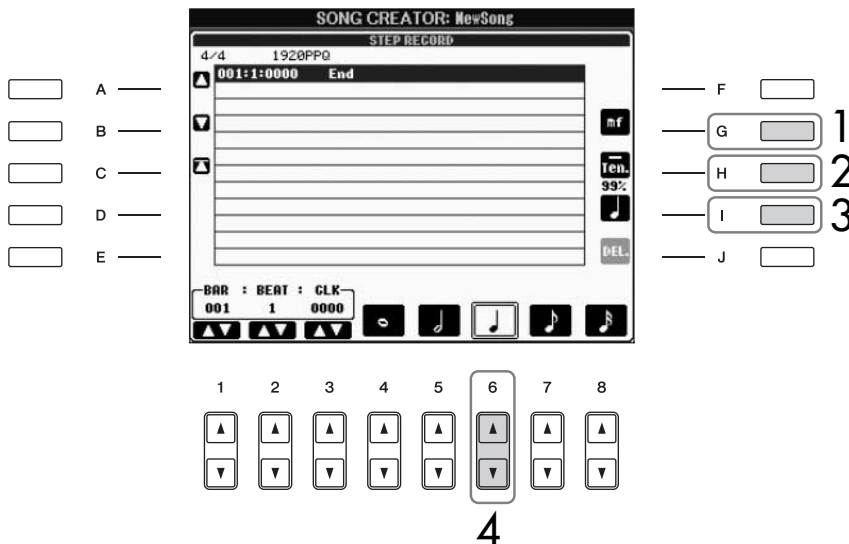 SONG CREATOR: NewSong
STEP RECORD
4/4 1920PPQ
001:1:0000 End
A
B
C
D
E
mf
Ten.
99%
DEL.
F
G 1
H 2
I 3
J
BAR : BEAT : CLK
001 1 0000
1 2 3 4 5 6 7 8
4